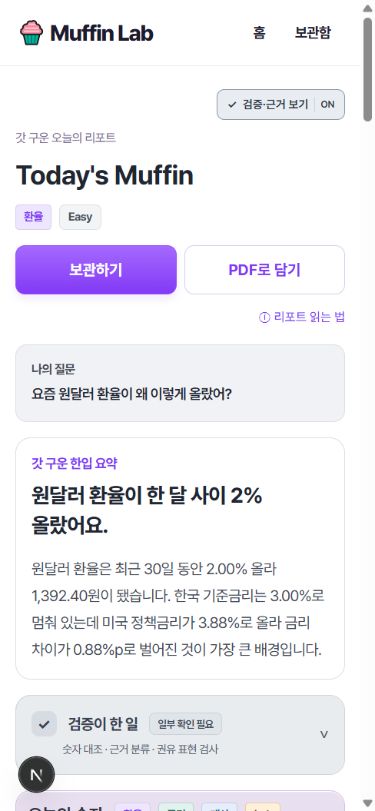 Muffin Lab
홈 보관함
✓ 검증·근거 보기 | ON
갓 구운 오늘의 리포트
Today's Muffin
환율 Easy
보관하기 PDF로 담기
ⓘ 리포트 읽는 법
나의 질문
요즘 원달러 환율이 왜 이렇게 올랐어?
갓 구운 한입 요약
원달러 환율이 한 달 사이 2%
올랐어요.
원달러 환율은 최근 30일 동안 2.00% 올라
1,392.40원이 됐습니다. 한국 기준금리는 3.00%로
멈춰 있는데 미국 정책금리가 3.88%로 올라 금리
차이가 0.88%p로 벌어진 것이 가장 큰 배경입니다.
✓ 검증이 한 일 일부 확인 필요
숫자 대조 · 근거 분류 · 권유 표현 검사
N